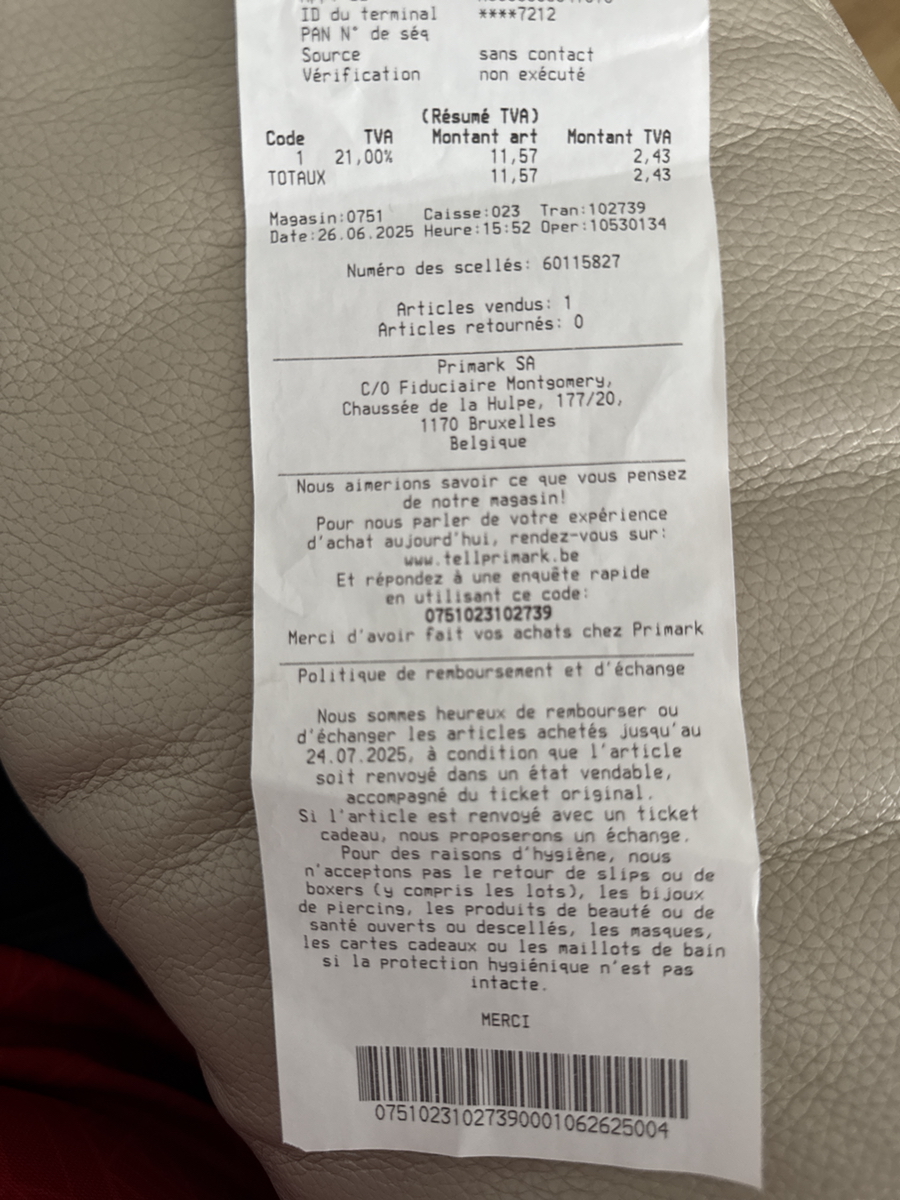 ID du terminal ****7212
PAN N° de séq
Source sans contact
Vérification non exécuté
(Résumé TVA)
Code TVA Montant art Montant TVA
1 21,00% 11,57 2,43
TOTAUX 11,57 2,43
Magasin:0751 Caisse:023 Tran:102739
Date:26.06.2025 Heure:15:52 Oper:10530134
Numéro des scellés: 60115827
Articles vendus: 1
Articles retournés: 0
Primark SA
C/O Fiduciaire Montgomery,
Chaussée de la Hulpe, 177/20,
1170 Bruxelles
Belgique
Nous aimerions savoir ce que vous pensez
de notre magasin!
Pour nous parler de votre expérience
d'achat aujourd'hui, rendez-vous sur:
www.tellprimark.be
Et répondez à une enquête rapide
en utilisant ce code:
0751023102739
Merci d'avoir fait vos achats chez Primark
Politique de remboursement et d'échange
Nous sommes heureux de rembourser ou
d'échanger les articles achetés jusqu'au
24.07.2025, à condition que l'article
soit renvoyé dans un état vendable,
accompagné du ticket original.
Si l'article est renvoyé avec un ticket
cadeau, nous proposerons un échange.
Pour des raisons d'hygiène, nous
n'acceptons pas le retour de slips ou de
boxers (y compris les lots), les bijoux
de piercing, les produits de beauté ou de
santé ouverts ou descellés, les masques,
les cartes cadeaux ou les maillots de bain
si la protection hygiénique n'est pas
intacte.
MERCI
07510231027390001062625004